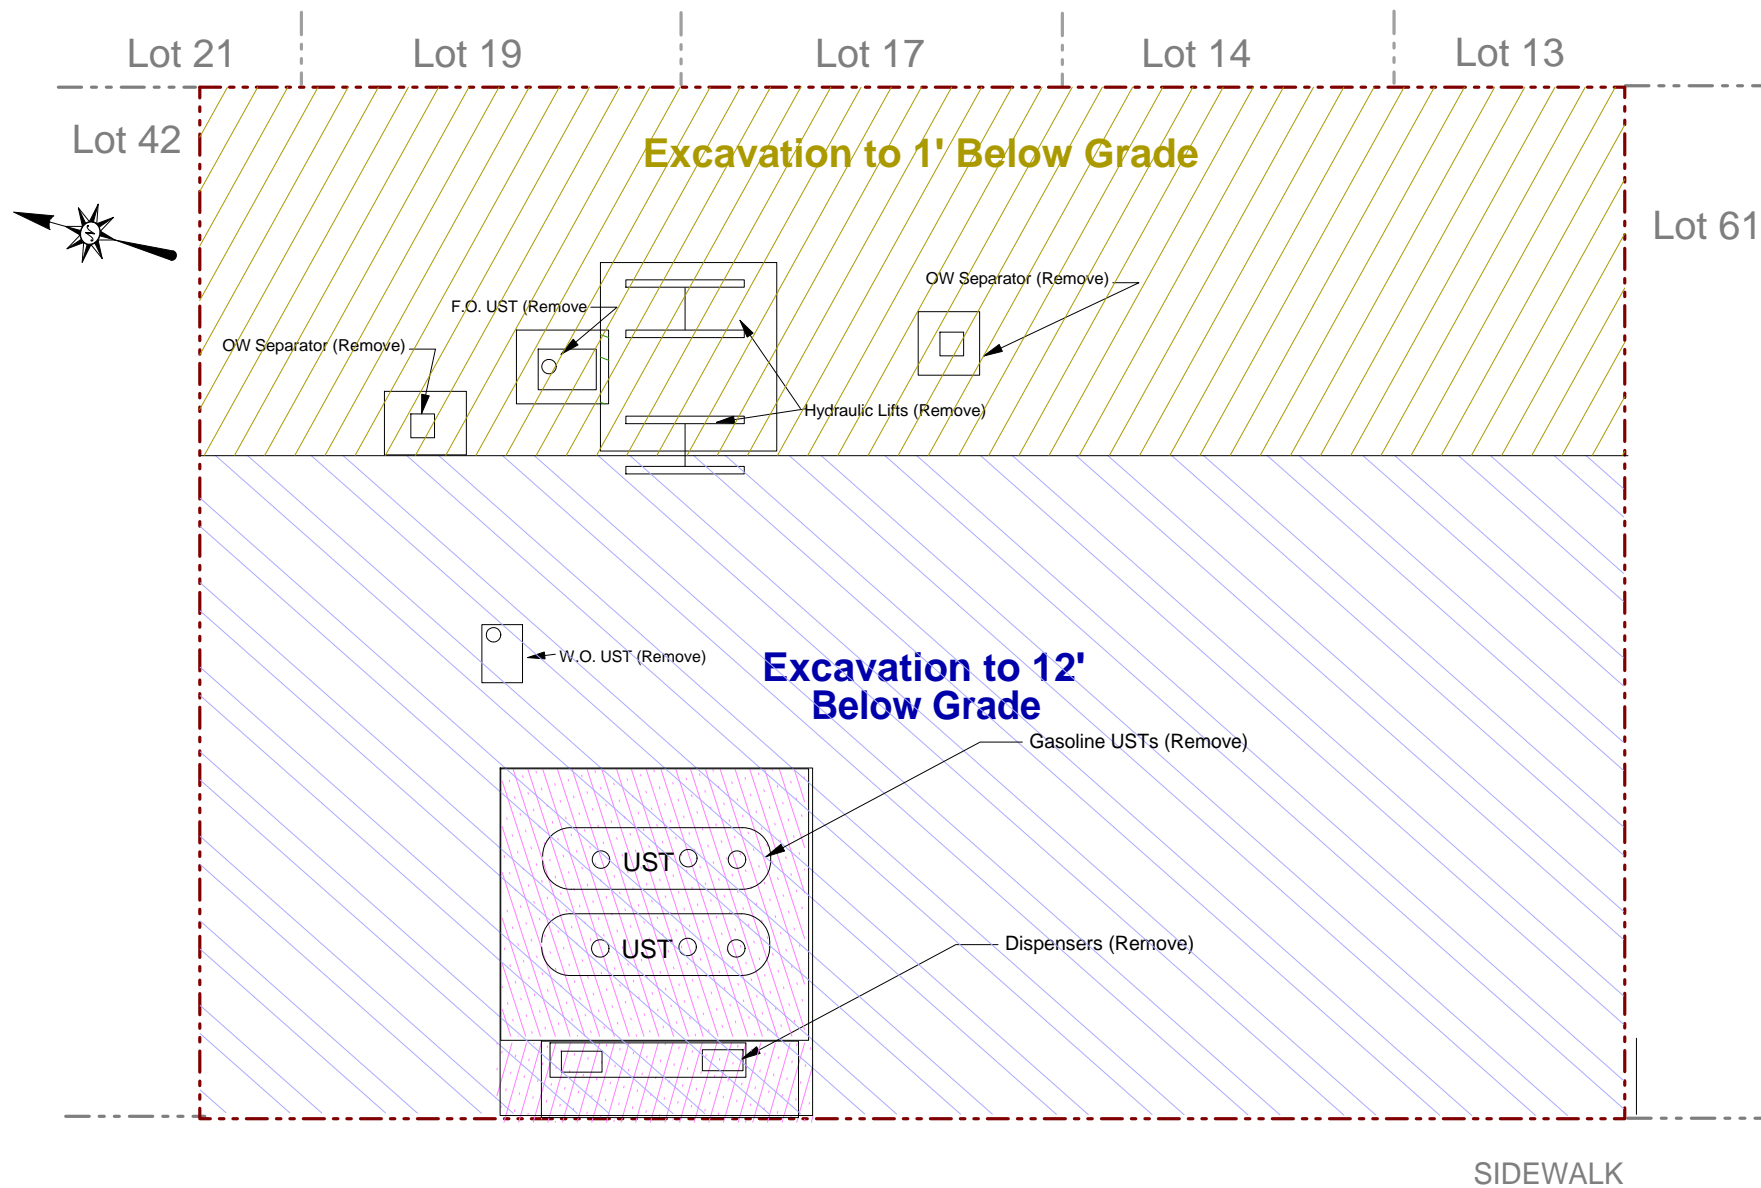 Lot 21
Lot 19
Lot 17
Lot 14
Lot 13
Lot 42
Excavation to 1' Below Grade
Lot 61
OW Separator (Remove)
F.O. UST (Remove
OW Separator (Remove)
Hydraulic Lifts (Remove)
W.O. UST (Remove)
Excavation to 12'
Below Grade
Gasoline USTs (Remove)
UST
UST
Dispensers (Remove)
SIDEWALK